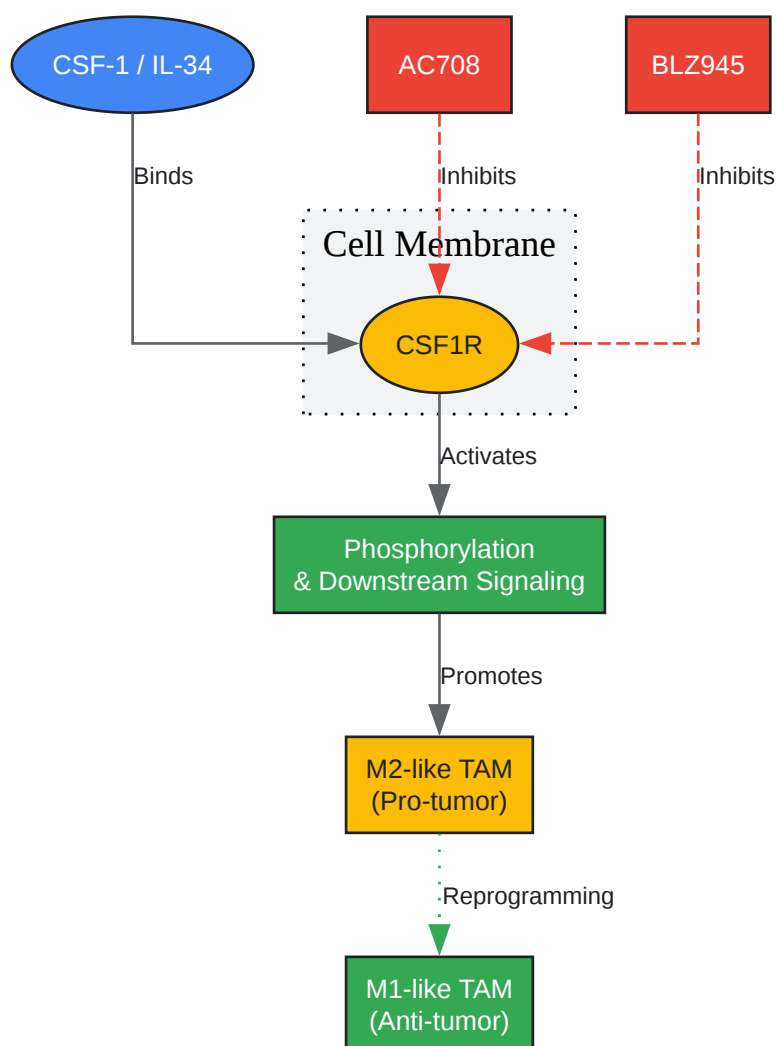 CSF-1 / IL-34
AC708
BLZ945
Binds
Inhibits
Inhibits
Cell Membrane
CSF1R
Activates
Phosphorylation
& Downstream Signaling
Promotes
M2-like TAM
(Pro-tumor)
Reprogramming
M1-like TAM
(Anti-tumor)